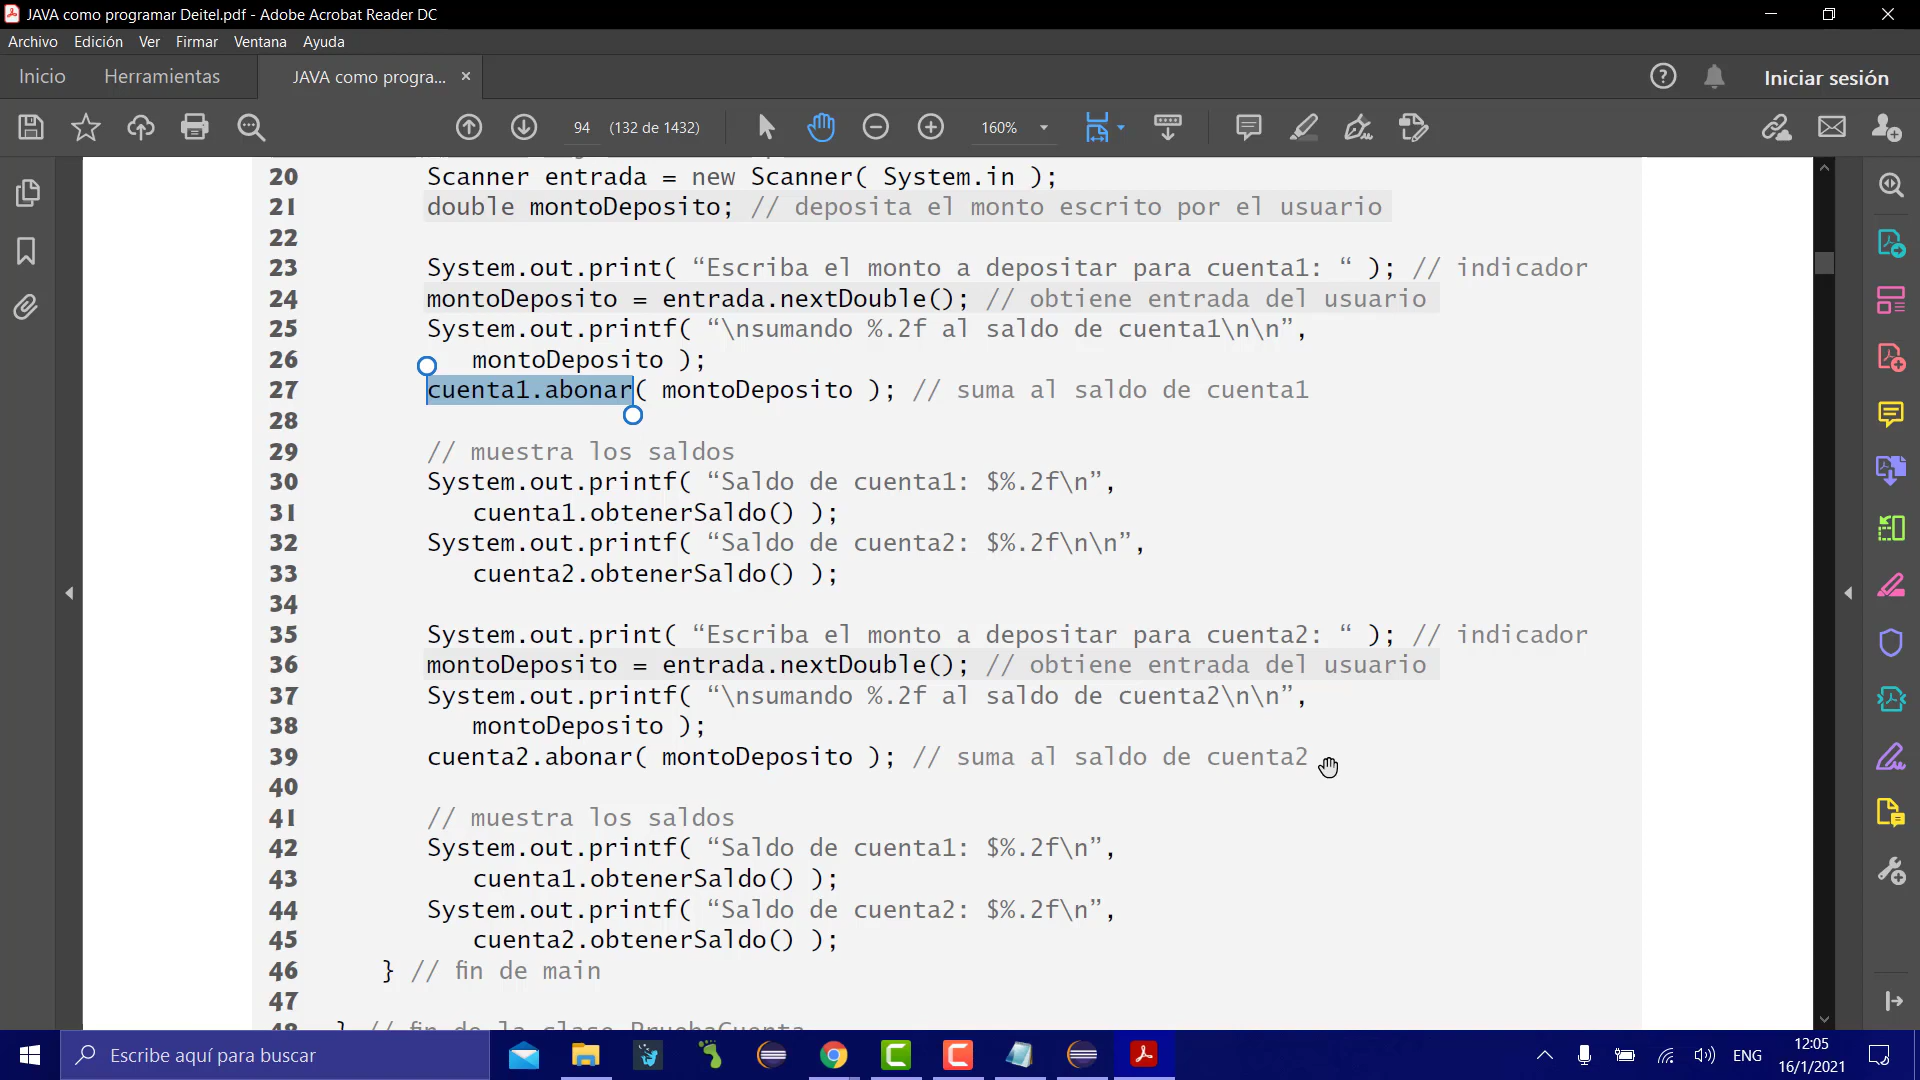 JAVA como programar Deitel.pdf - Adobe Acrobat Reader DC
Archivo Edición Ver Firmar Ventana Ayuda
Inicio Herramientas JAVA como progra... × Iniciar sesión
94 (132 de 1432) 160%
20 Scanner entrada = new Scanner( System.in );
21 double montoDeposito; // deposita el monto escrito por el usuario
22
23 System.out.print( “Escriba el monto a depositar para cuenta1: “ ); // indicador
24 montoDeposito = entrada.nextDouble(); // obtiene entrada del usuario
25 System.out.printf( “\nsumando %.2f al saldo de cuenta1\n\n”,
26 montoDeposito );
27 cuenta1.abonar( montoDeposito ); // suma al saldo de cuenta1
28
29 // muestra los saldos
30 System.out.printf( “Saldo de cuenta1: $%.2f\n”,
31 cuenta1.obtenerSaldo() );
32 System.out.printf( “Saldo de cuenta2: $%.2f\n\n”,
33 cuenta2.obtenerSaldo() );
34
35 System.out.print( “Escriba el monto a depositar para cuenta2: “ ); // indicador
36 montoDeposito = entrada.nextDouble(); // obtiene entrada del usuario
37 System.out.printf( “\nsumando %.2f al saldo de cuenta2\n\n”,
38 montoDeposito );
39 cuenta2.abonar( montoDeposito ); // suma al saldo de cuenta2
40
41 // muestra los saldos
42 System.out.printf( “Saldo de cuenta1: $%.2f\n”,
43 cuenta1.obtenerSaldo() );
44 System.out.printf( “Saldo de cuenta2: $%.2f\n”,
45 cuenta2.obtenerSaldo() );
46 } // fin de main
47
48 } // fin de la clase PruebaCuenta
Escribe aquí para buscar
ENG
12:05
16/1/2021